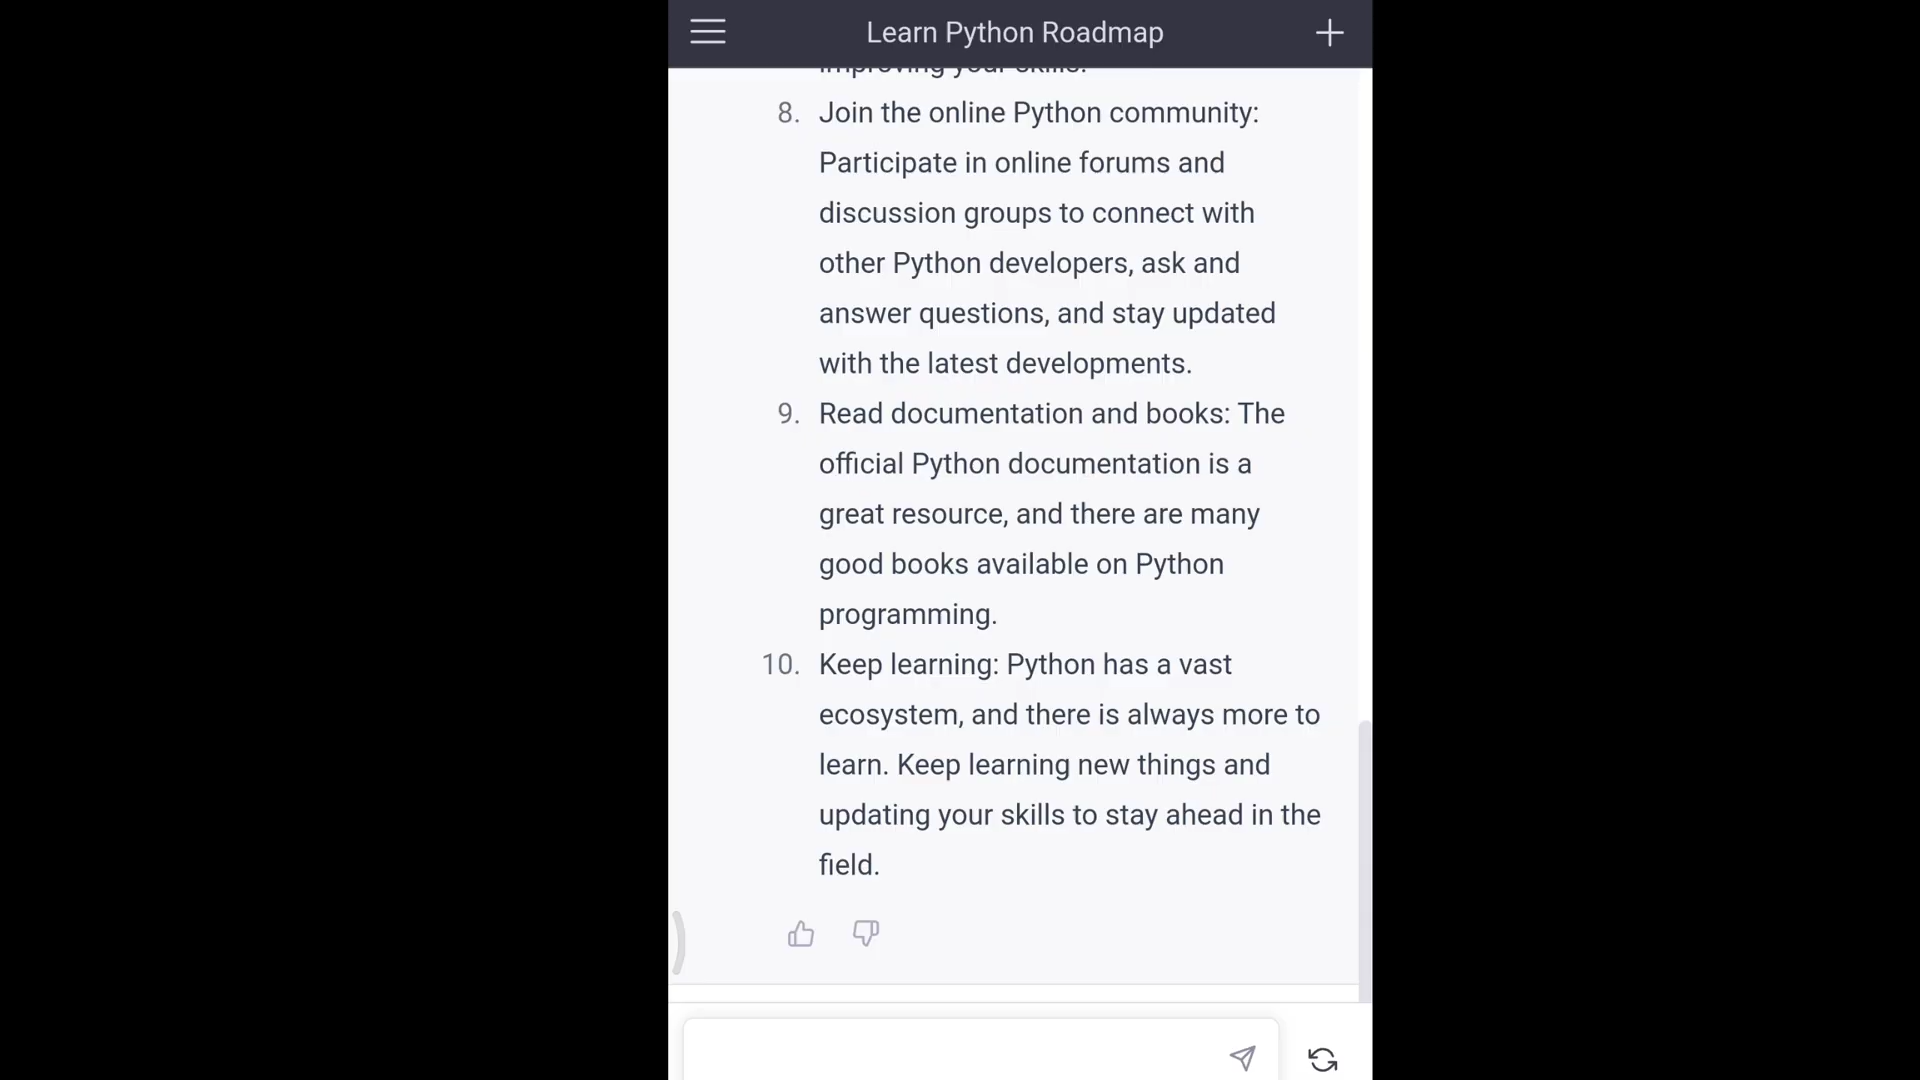 Learn Python Roadmap
improving your skills.
8. Join the online Python community:
Participate in online forums and
discussion groups to connect with
other Python developers, ask and
answer questions, and stay updated
with the latest developments.
9. Read documentation and books: The
official Python documentation is a
great resource, and there are many
good books available on Python
programming.
10. Keep learning: Python has a vast
ecosystem, and there is always more to
learn. Keep learning new things and
updating your skills to stay ahead in the
field.